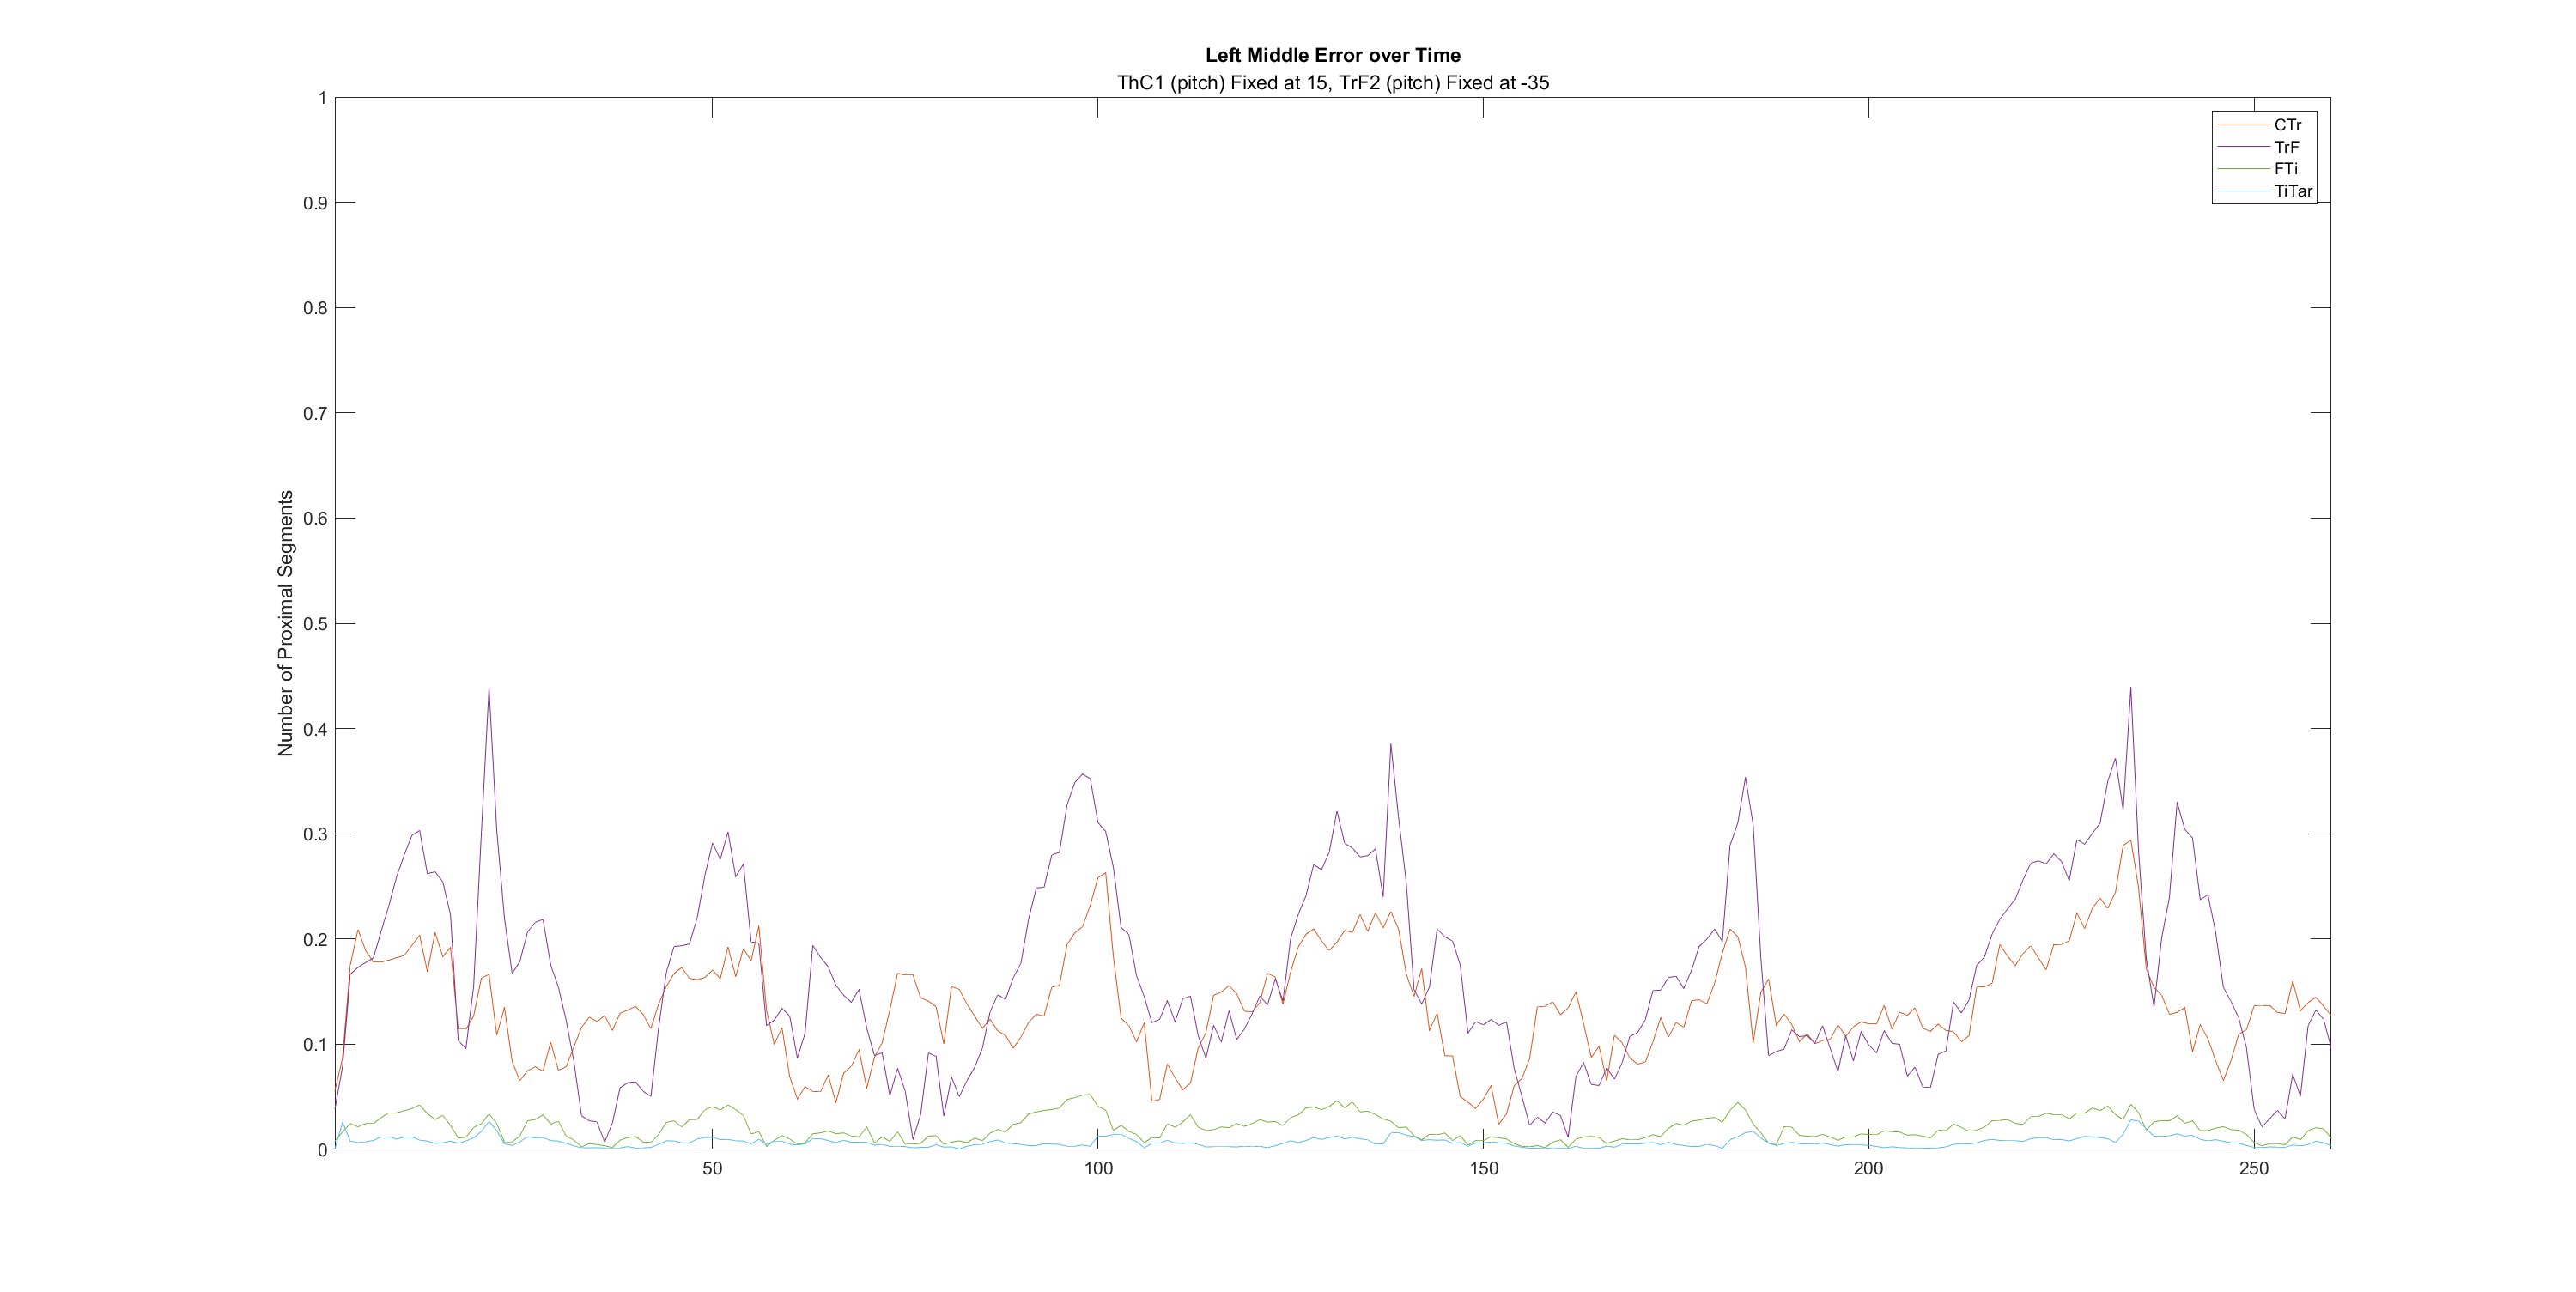 Left Middle Error over Time
ThC1 (pitch) Fixed at 15, TrF2 (pitch) Fixed at -35
1
0.9
0.8
0.7
0.6
0.5
0.4
0.3
0.2
0.1
0
Number of Proximal Segments
CTr
TrF
FTi
TiTar
50
100
150
200
250